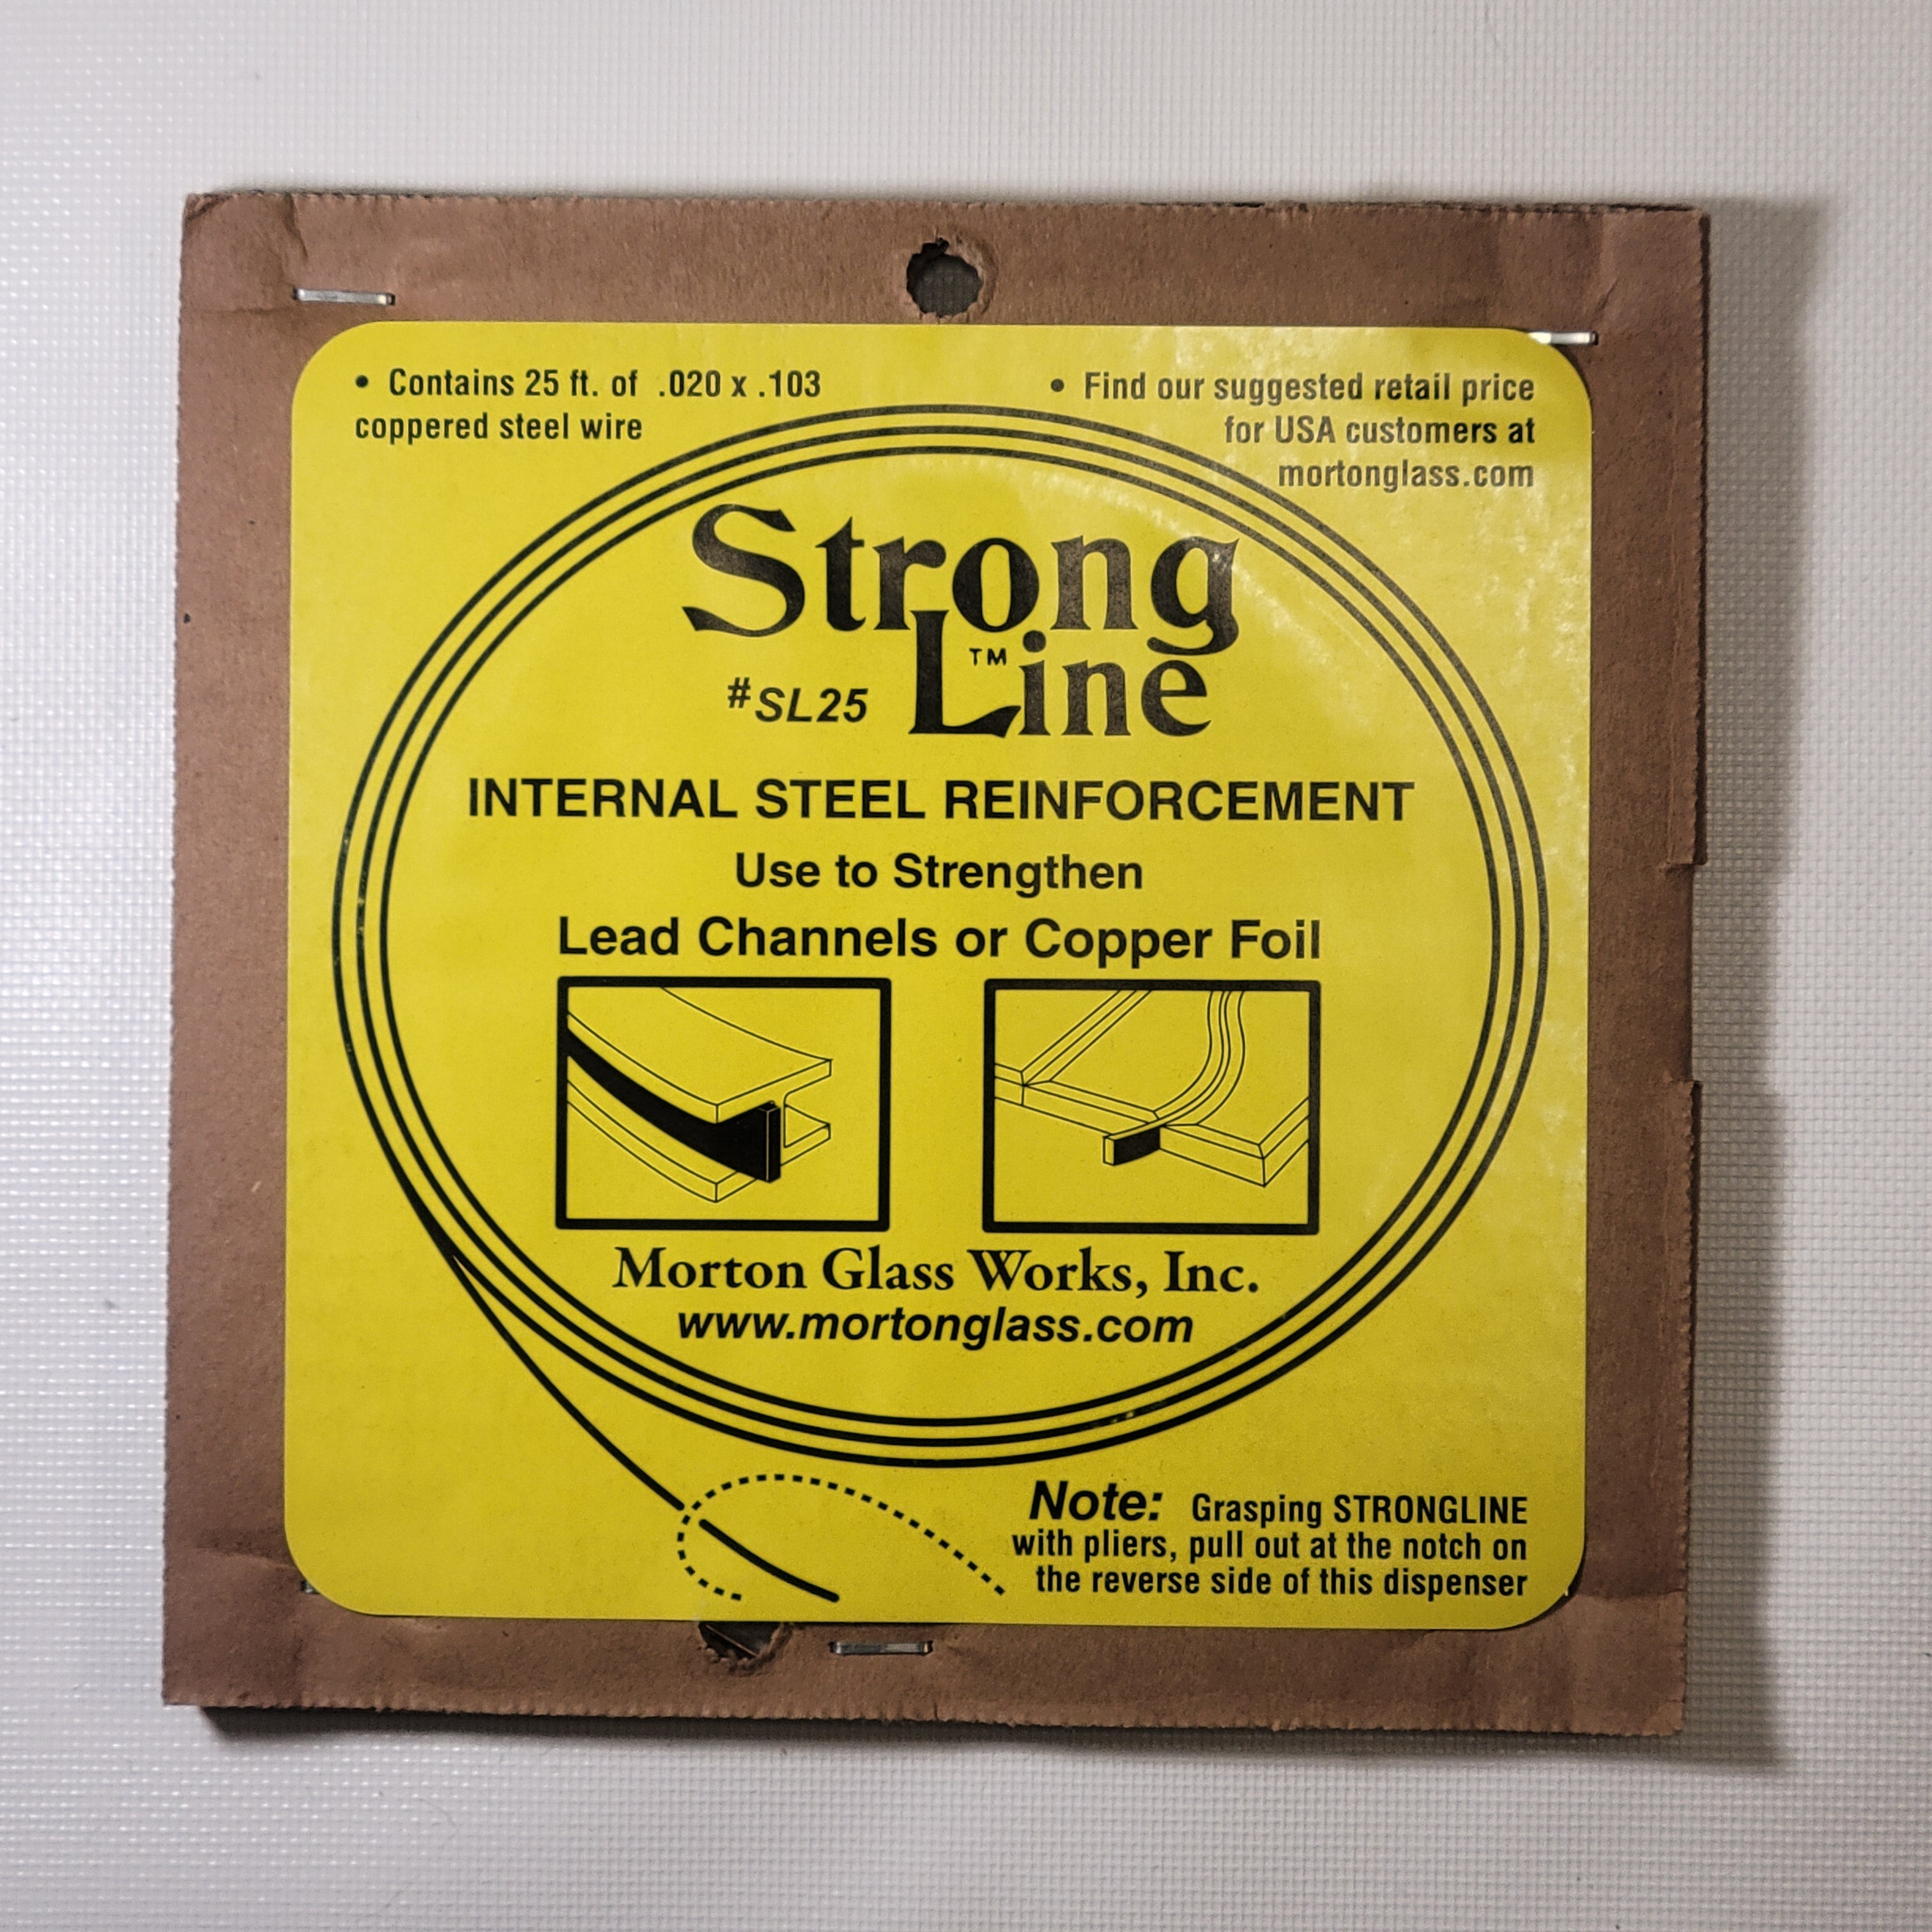 • Contains 25 ft. of .020 x .103
coppered steel wire
• Find our suggested retail price
for USA customers at
mortonglass.com
Strong
Line™
#SL25
INTERNAL STEEL REINFORCEMENT
Use to Strengthen
Lead Channels or Copper Foil
Morton Glass Works, Inc.
www.mortonglass.com
Note: Grasping STRONGLINE
with pliers, pull out at the notch on
the reverse side of this dispenser